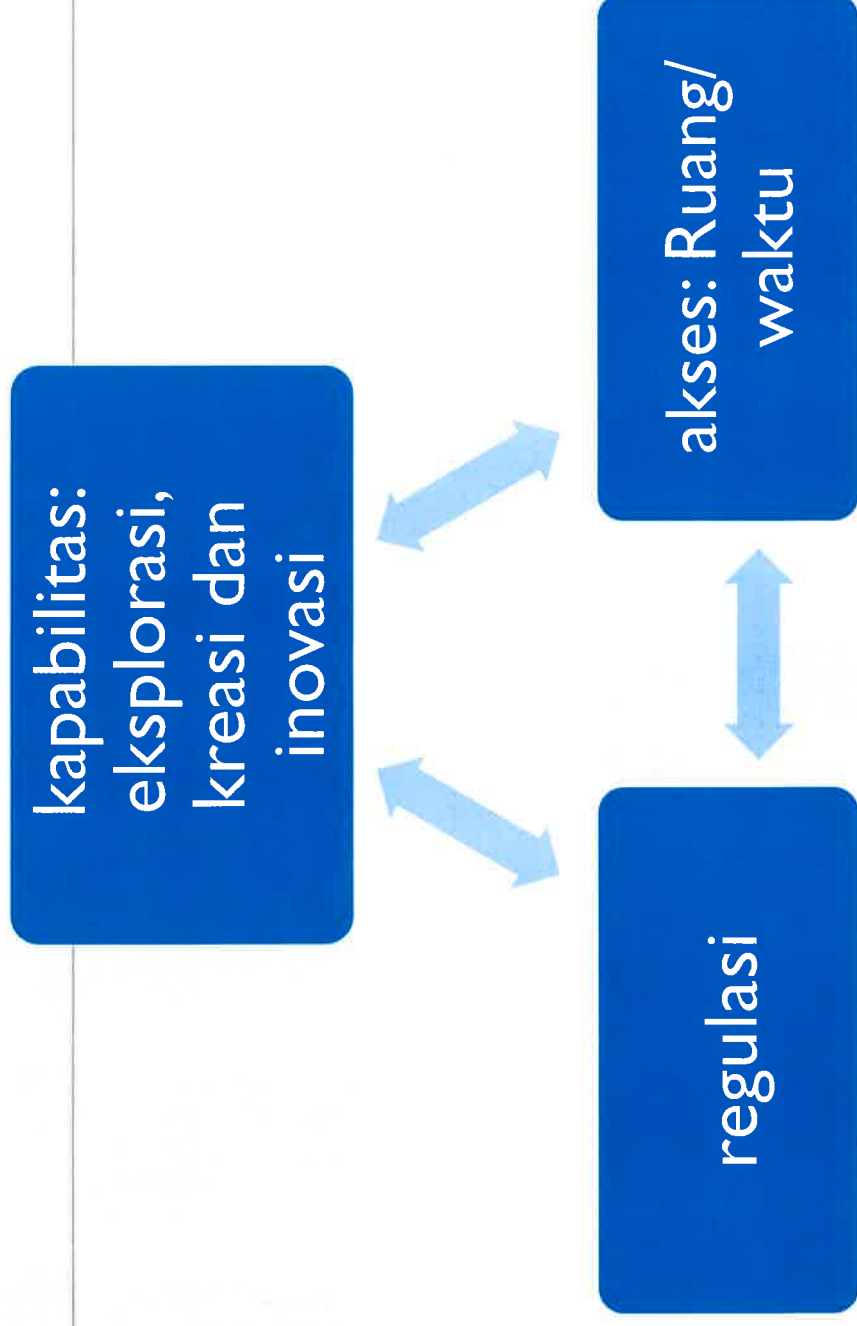 kapabilitas:
eksplorasi,
kreasi dan
inovasi
regulasi
akses: Ruang/
waktu